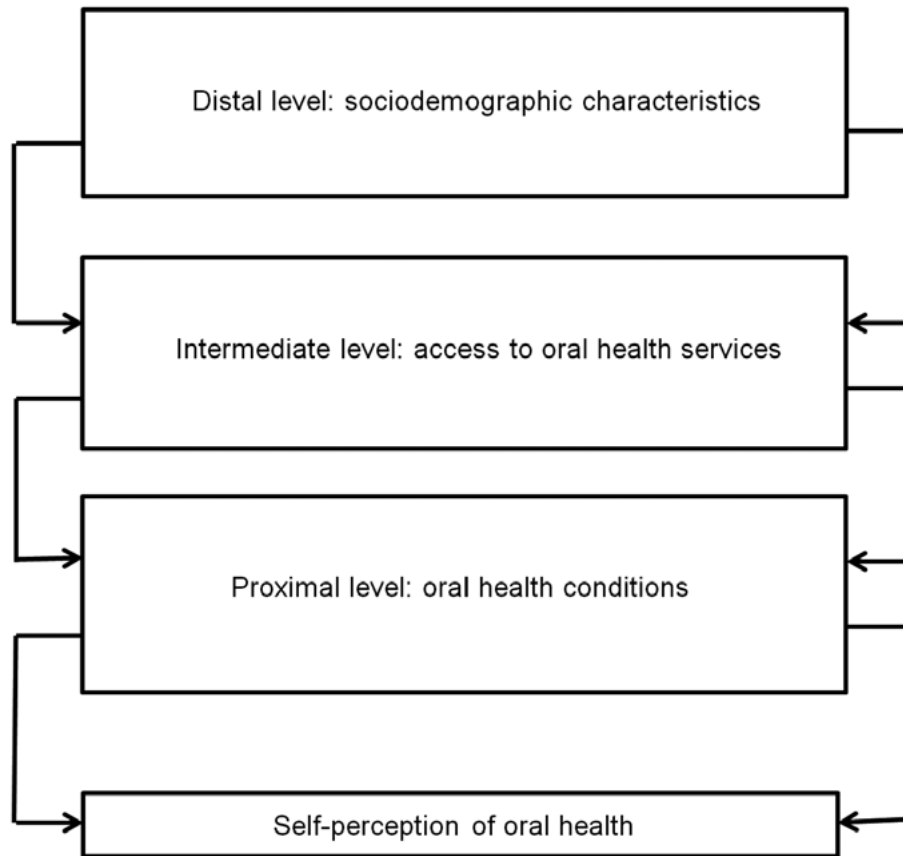 Distal level: sociodemographic characteristics
Intermediate level: access to oral health services
Proximal level: oral health conditions
Self-perception of oral health